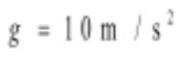 g = 10 m / s²